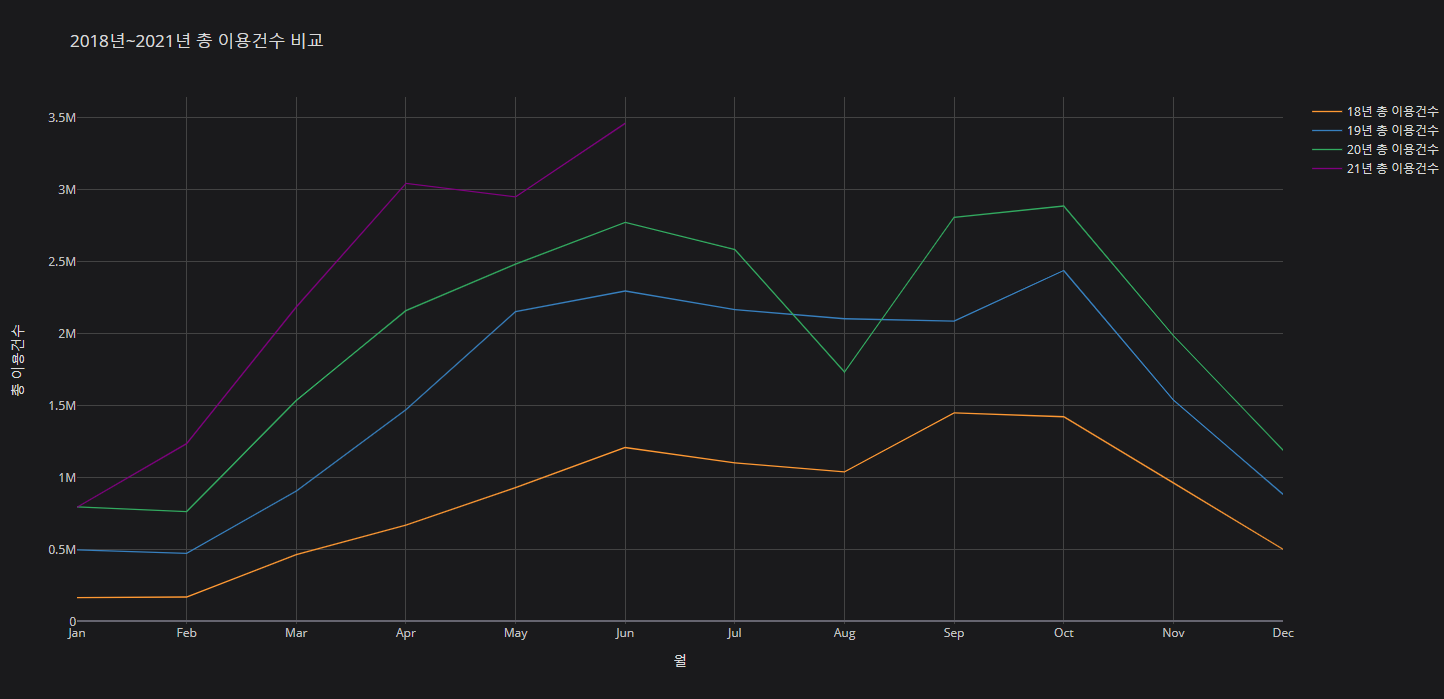 2018년~2021년 총 이용건수 비교
18년 총 이용건수
19년 총 이용건수
20년 총 이용건수
21년 총 이용건수
3.5M
3M
2.5M
2M
1.5M
1M
0.5M
0
총 이용건수
Jan Feb Mar Apr May Jun Jul Aug Sep Oct Nov Dec
월